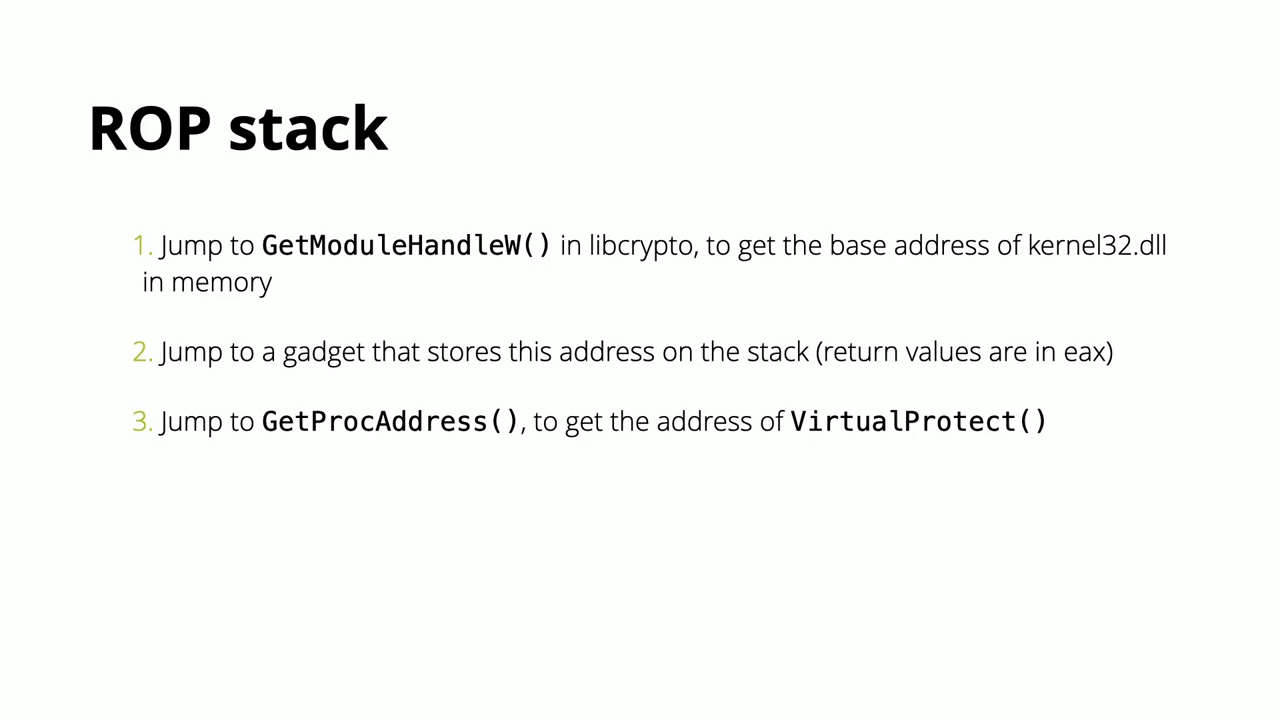 ROP stack
1. Jump to GetModuleHandleW() in libcrypto, to get the base address of kernel32.dll
in memory
2. Jump to a gadget that stores this address on the stack (return values are in eax)
3. Jump to GetProcAddress(), to get the address of VirtualProtect()